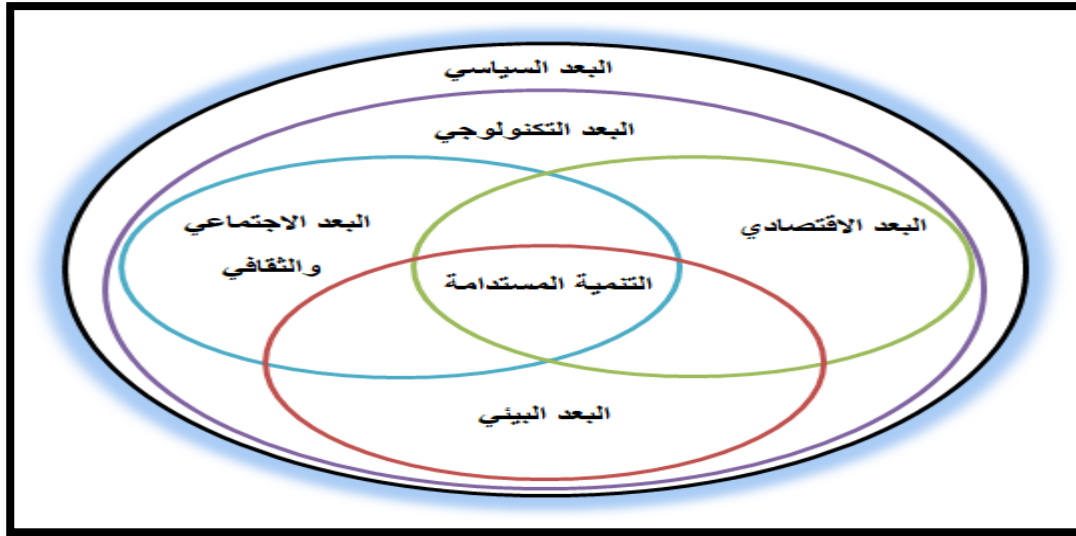 البعد السياسي
البعد التكنولوجي
البعد الاقتصادي
البعد الاجتماعي
والثقافي
التنمية المستدامة
البعد البيئي